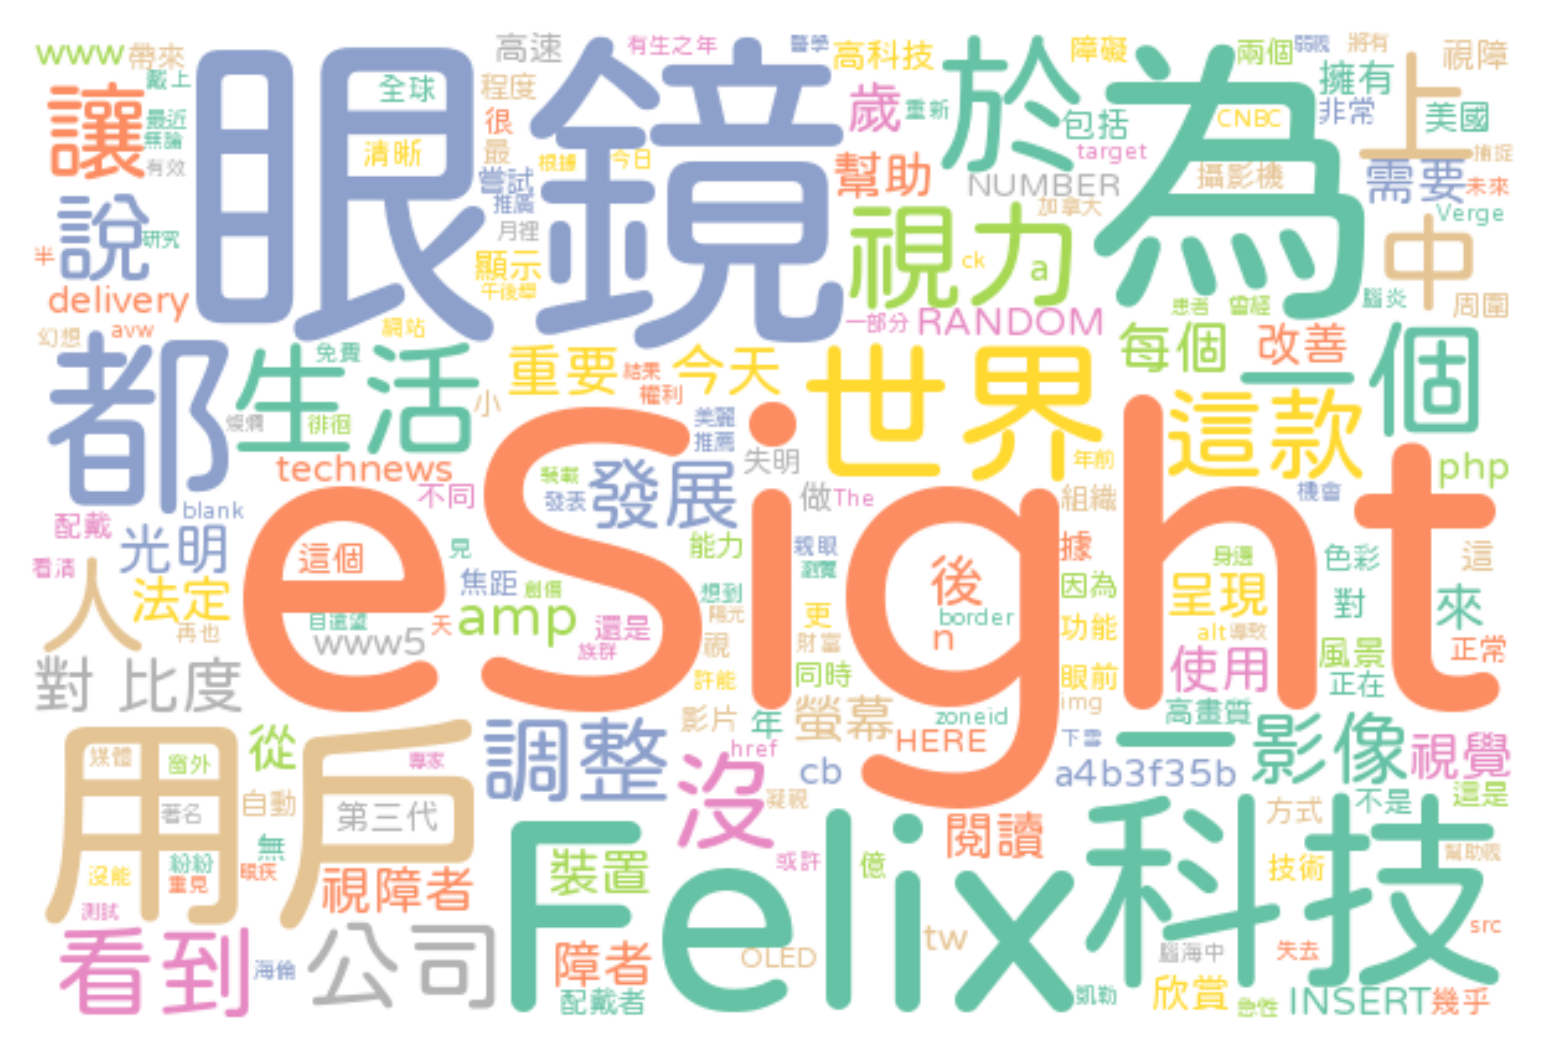 www 帶來 高速 有生之年 醫學 高科技 障礙 兩個 弱視 將有 視障
戴上 全球 程度 眼鏡 歲 重新 於 為 擁有 上
讓 最近 很 包括 CNBC 非常 美國
無論 清晰 最 根據 今日 target 捕捉
有效 嘗試 幫助 NUMBER 攝影機 需要 未來
說 研究 推廣 加拿大 Verge
半 月裡 視力 ck a 中
delivery 顯示 患者 曾經 腦炎 周圍
幻想 avw 網站 一部分 RANDOM 每個 改善 個
都 生活 免費 重要 結果 今天 世界 一
權利 小 這款
徘徊 美麗
technews 推薦 失明 年前 php
裝載 發展 機會
blank 不同 發表 做 The 組織
配戴 光明 eSight
看清 這個 見 能力 親眼 據 身邊 色彩 這
人 法定 焦距 創傷 想到 瀏覽 後 因為 呈現 對 來
再也 amp 陽光 更 border
www5 天 還是 財富 n 功能 alt 導致 正常
族群 視 風景
對 比度 許能 同時 眼前 使用 正在
img 高畫質
影片 年 螢幕 zoneid
用戶 從 調整 href HERE 下雪 一 影像 視覺
媒體 窗外 專家 沒 cb a4b3f35b 不是 這是
著名 自動 第三代 凝視 方式
無 Felix 閱讀 科技
沒能 紛紛 眼疾 裝置 或許 億 技術
重見 視障者
測試 src
看到 公司 障者 OLED tw 腦海中 失去
海倫 配戴者 凱勒 欣賞 急性 INSERT 幾乎